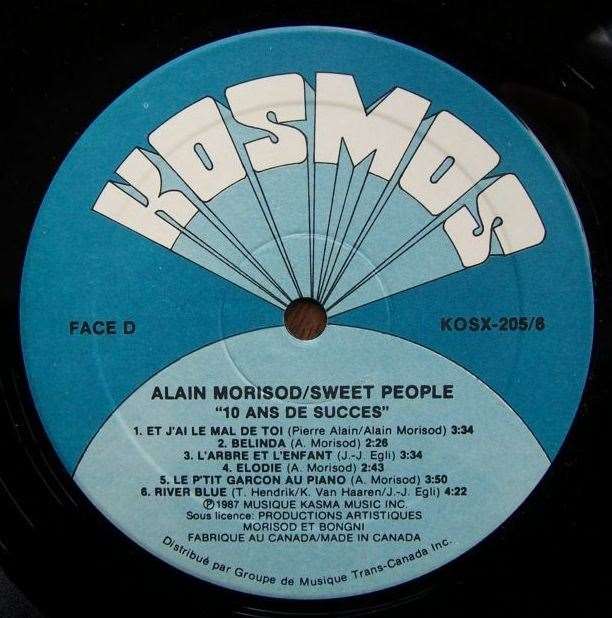 KOSMOS
FACE D
KOSX-205/6
ALAIN MORISOD/SWEET PEOPLE
"10 ANS DE SUCCES"
1. ET J'AI LE MAL DE TOI (Pierre Alain/Alain Morisod) 3:34
2. BELINDA (A. Morisod) 2:26
3. L'ARBRE ET L'ENFANT (J.-J. Egli) 3:34
4. ELODIE (A. Morisod) 2:43
5. LE P'TIT GARCON AU PIANO (A. Morisod) 3:50
6. RIVER BLUE (T. Hendrik/K. Van Haaren/J.-J. Egli) 4:22
℗1987 MUSIQUE KASMA MUSIC INC.
Sous licence: PRODUCTIONS ARTISTIQUES
MORISOD ET BONGNI
FABRIQUE AU CANADA/MADE IN CANADA
Distribué par Groupe de Musique Trans-Canada Inc.